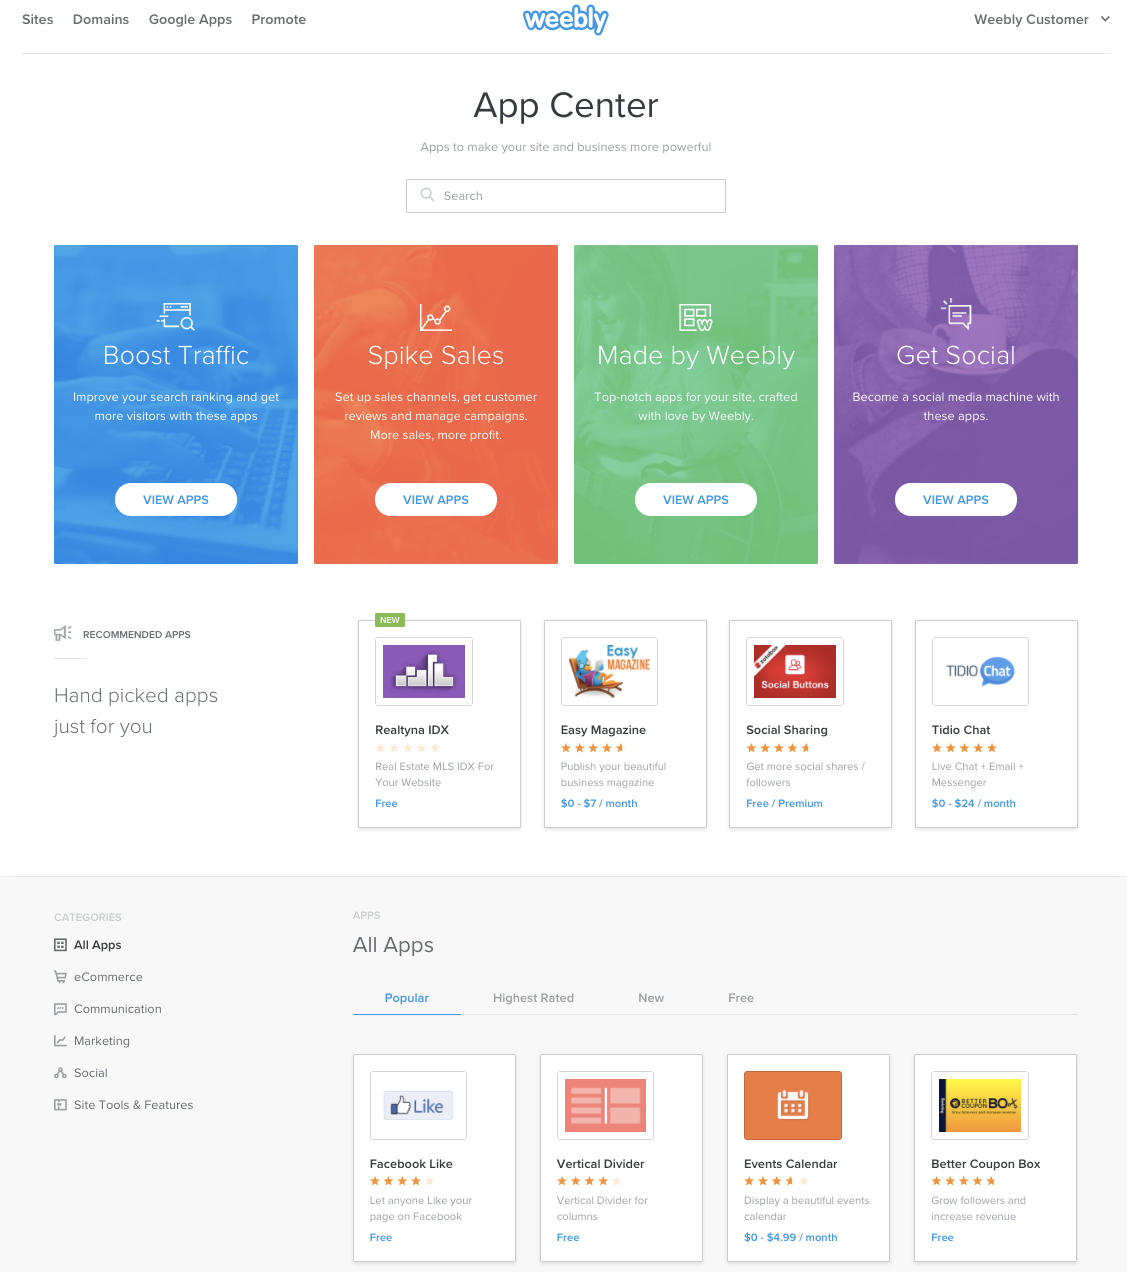 Sites Domains Google Apps Promote
weebly
Weebly Customer
App Center
Apps to make your site and business more powerful
Search
Boost Traffic
Improve your search ranking and get
more visitors with these apps
VIEW APPS
Spike Sales
Set up sales channels, get customer
reviews and manage campaigns.
More sales, more profit.
VIEW APPS
Made by Weebly
Top-notch apps for your site, crafted
with love by Weebly.
VIEW APPS
Get Social
Become a social media machine with
these apps.
VIEW APPS
RECOMMENDED APPS
Hand picked apps
just for you
NEW
Realtyna IDX
Real Estate MLS IDX For
Your Website
Free
Easy
MAGAZINE
Easy Magazine
Publish your beautiful
business magazine
$0 - $7 / month
zotabox
Social Buttons
Social Sharing
Get more social shares /
followers
Free / Premium
TIDIO Chat
Tidio Chat
Live Chat + Email +
Messenger
$0 - $24 / month
CATEGORIES
All Apps
eCommerce
Communication
Marketing
Social
Site Tools & Features
APPS
All Apps
Popular Highest Rated New Free
Like
Facebook Like
Let anyone Like your
page on Facebook
Free
Vertical Divider
Vertical Divider for
columns
Free
Events Calendar
Display a beautiful events
calendar
$0 - $4.99 / month
BETTER
COUPON BOX
Grow followers and increase revenue
Better Coupon Box
Grow followers and
increase revenue
Free